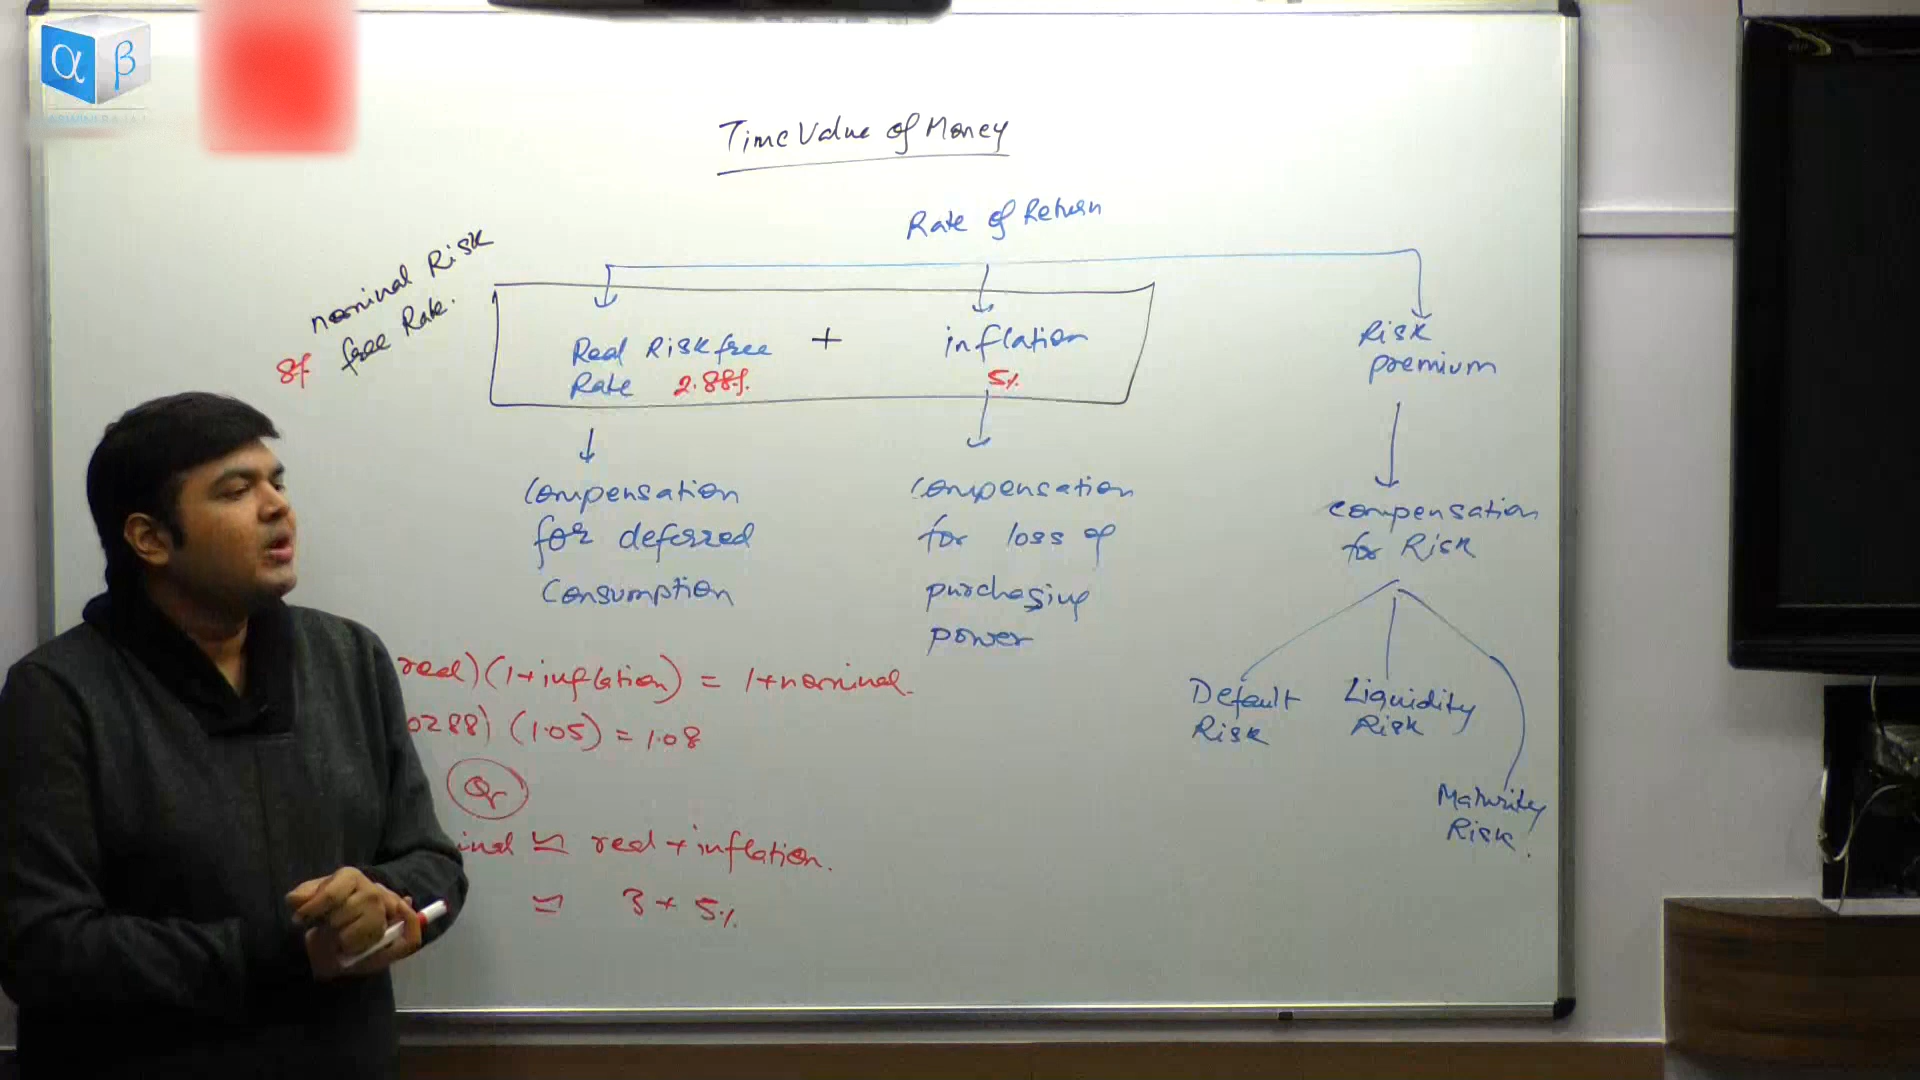 α β
Time Value of Money
Rate of Return
nominal Risk
free Rate.
8%
Real Risk free
Rate 2.88%
+
inflation
5%
Risk
premium
Compensation
for deferred
Consumption
Compensation
for loss of
purchasing
power
compensation
for Risk
Default
Risk
Liquidity
Risk
Maturity
Risk.
real) (1+inflation) = 1+nominal.
0288) (1.05) = 1.08
Or
inal ≃ real + inflation.
≃ 3 + 5%